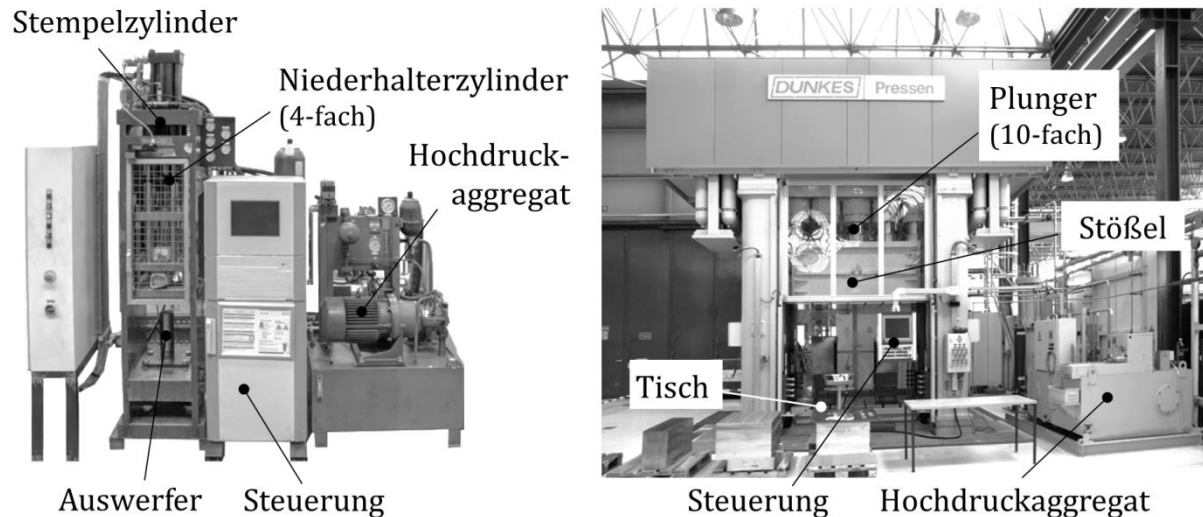 Stempelzylinder
Niederhalterzylinder
(4-fach)
Hochdruck-
aggregat
Auswerfer
Steuerung
DUNKES Pressen
Plunger
(10-fach)
Stößel
Tisch
Steuerung
Hochdruckaggregat